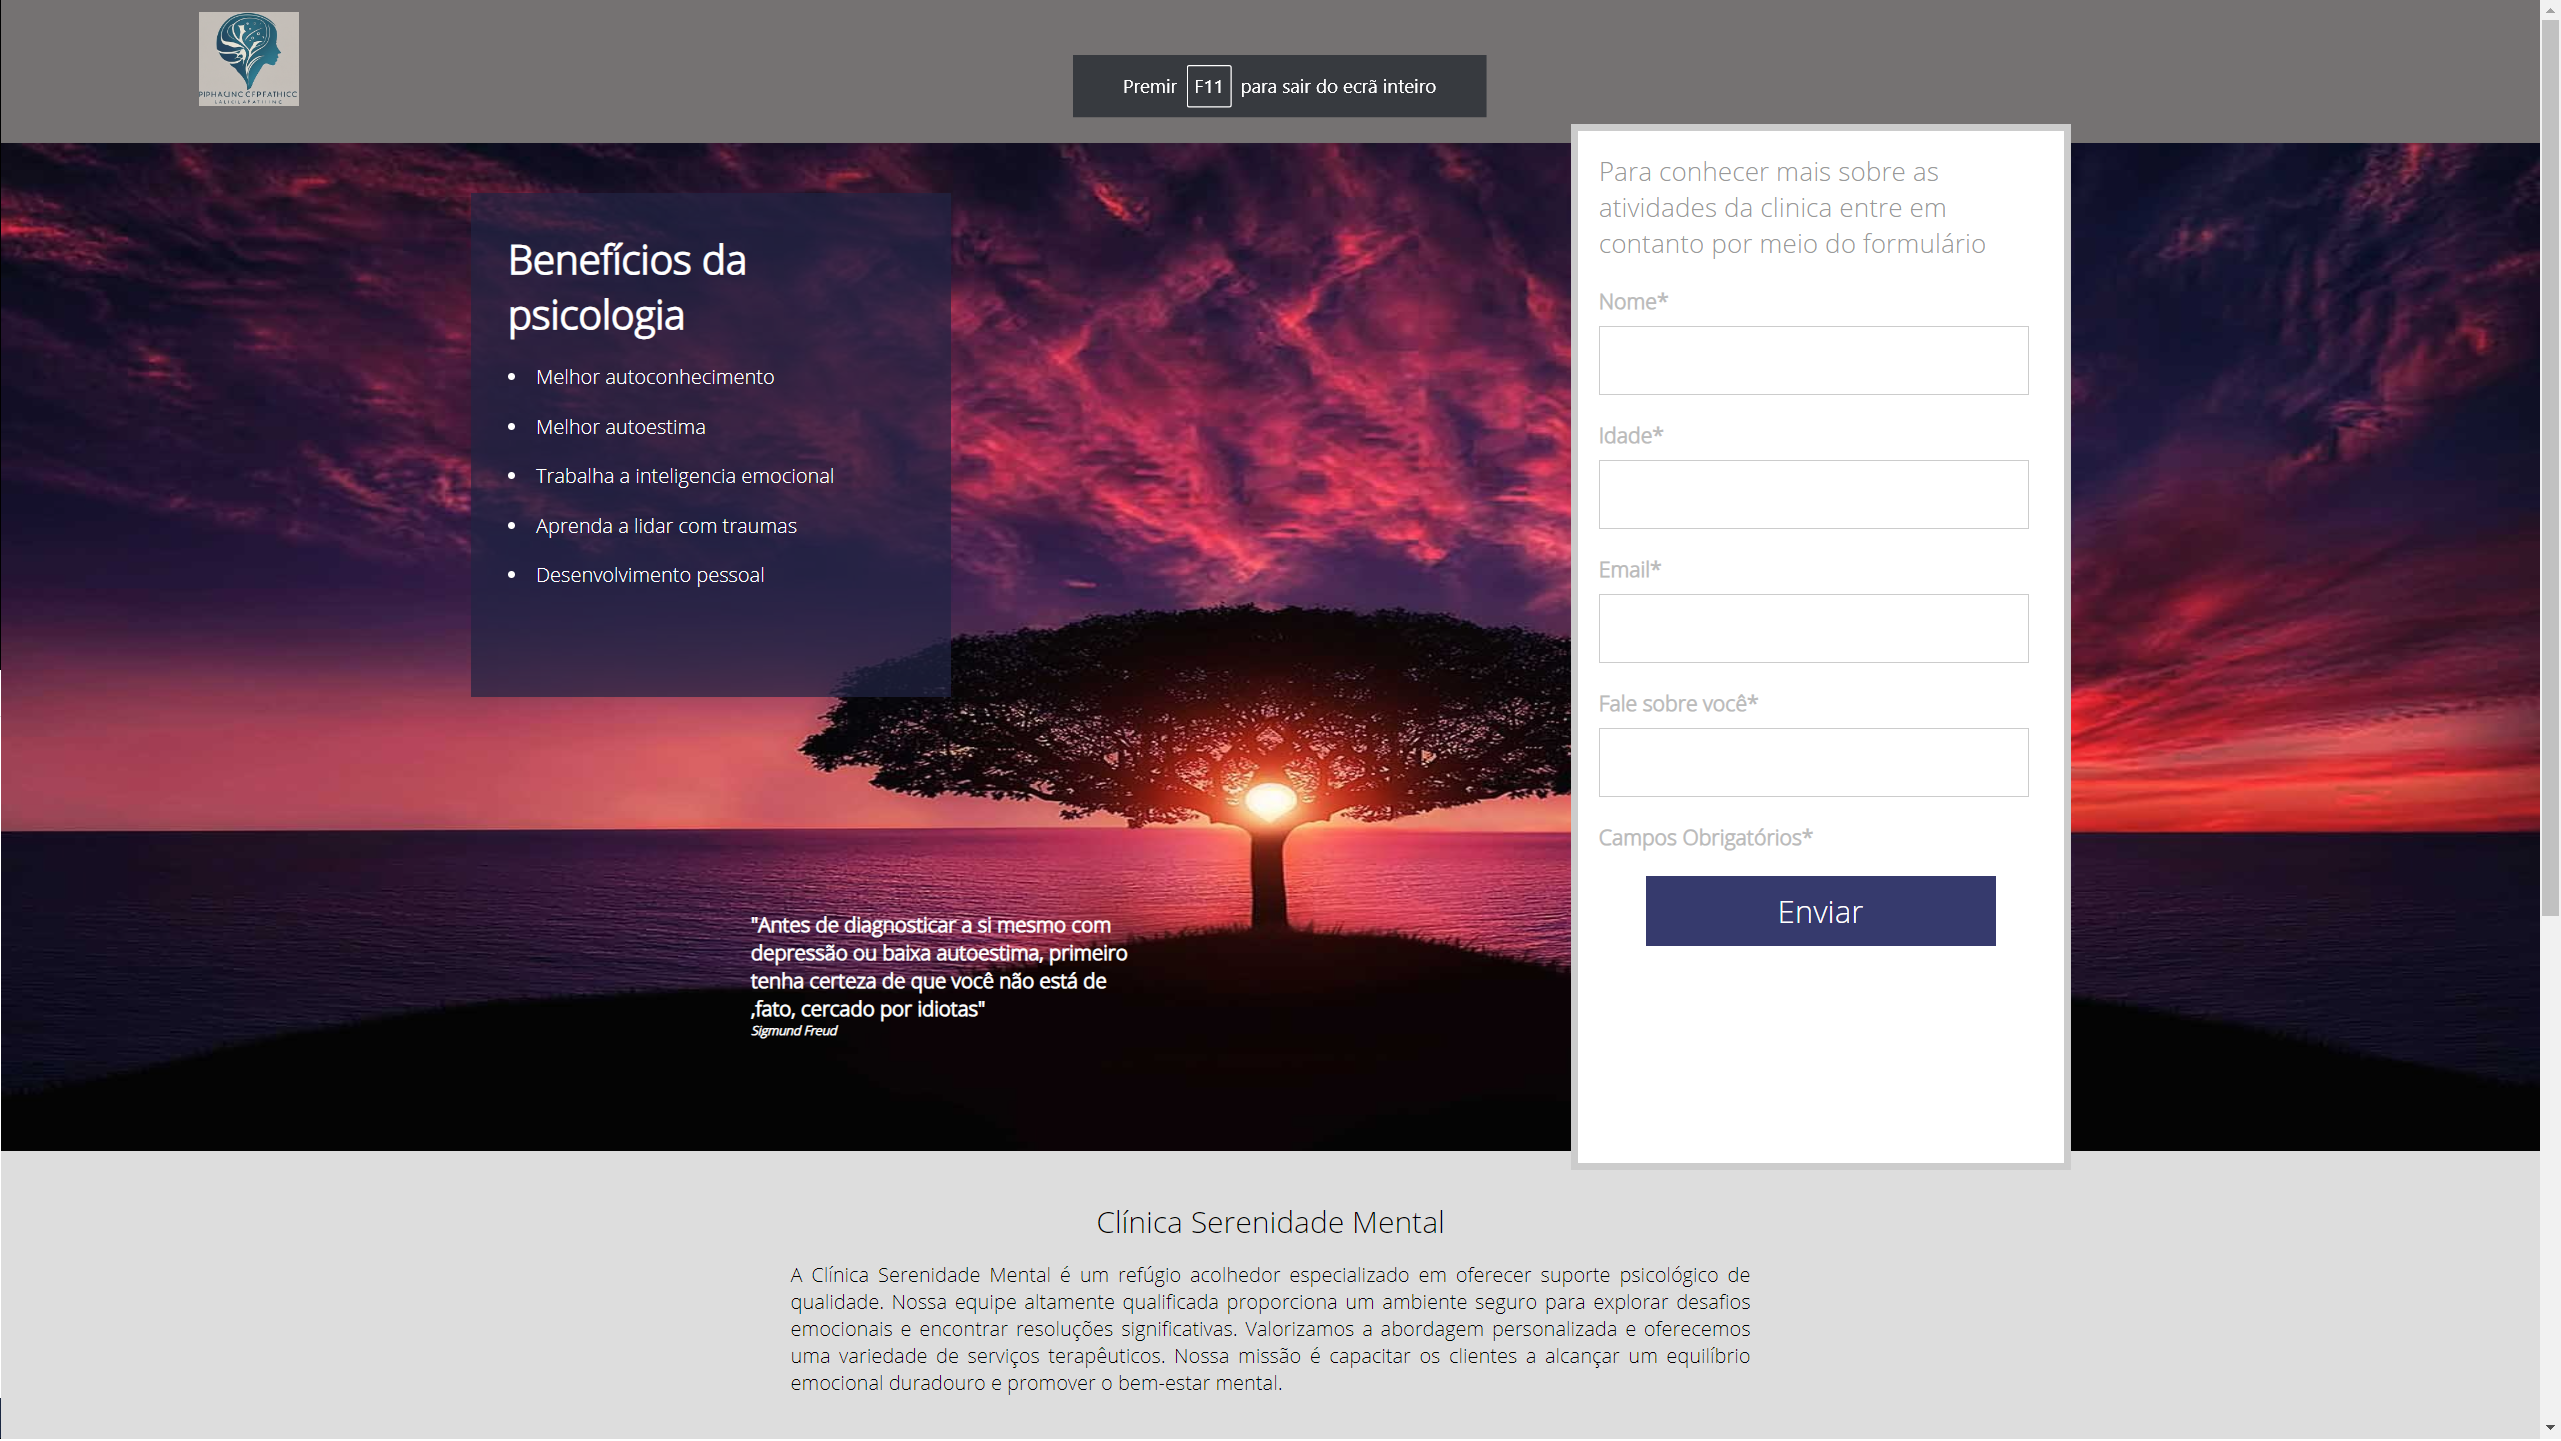 Premir F11 para sair do ecrã inteiro
Benefícios da
psicologia
• Melhor autoconhecimento
• Melhor autoestima
• Trabalha a inteligencia emocional
• Aprenda a lidar com traumas
• Desenvolvimento pessoal
"Antes de diagnosticar a si mesmo com
depressão ou baixa autoestima, primeiro
tenha certeza de que você não está de
,fato, cercado por idiotas"
Sigmund Freud
Para conhecer mais sobre as
atividades da clinica entre em
contanto por meio do formulário
Nome*
Idade*
Email*
Fale sobre você*
Campos Obrigatórios*
Enviar
Clínica Serenidade Mental
A Clínica Serenidade Mental é um refúgio acolhedor especializado em oferecer suporte psicológico de
qualidade. Nossa equipe altamente qualificada proporciona um ambiente seguro para explorar desafios
emocionais e encontrar resoluções significativas. Valorizamos a abordagem personalizada e oferecemos
uma variedade de serviços terapêuticos. Nossa missão é capacitar os clientes a alcançar um equilíbrio
emocional duradouro e promover o bem-estar mental.